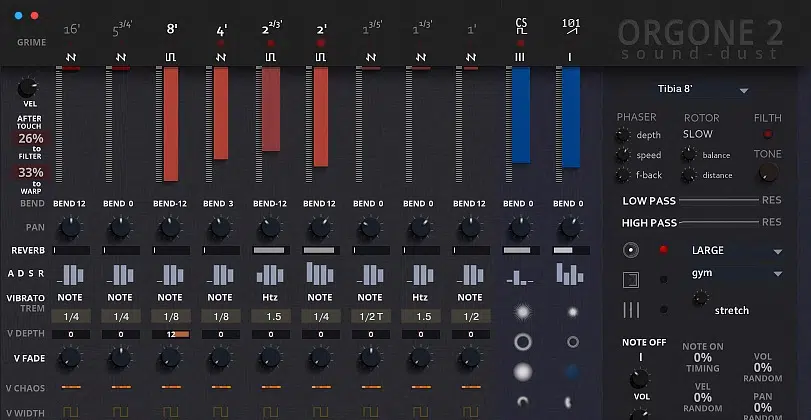 16' 5 3/4' 8' 4' 2 2/3' 2' 1 3/5' 1 1/3' 1' CS 101
GRIME
ORGONE 2
sound-dust
VEL
AFTER
TOUCH
26%
to
FILTER
33%
to
WARP
BEND BEND 12 BEND 0 BEND-12 BEND 3 BEND-12 BEND 12 BEND 0 BEND 0 BEND 12 BEND 0 BEND 0
PAN
REVERB
A D S R
VIBRATO NOTE NOTE NOTE NOTE Htz NOTE NOTE Htz NOTE
TREM 1/4 1/4 1/8 1/8 1.5 1/4 1/2 T 1.5 1/2
V DEPTH 0 0 12 0 0 0 0 0 0
V FADE
V CHAOS
V WIDTH
Tibia 8'
PHASER ROTOR FILTH
depth SLOW
speed balance TONE
f-back distance
LOW PASS RES
HIGH PASS RES
LARGE
gym
stretch
NOTE OFF
I
VOL
NOTE ON
0%
TIMING
VEL
0%
RANDOM
VOL
0%
RANDOM
PAN
0%
RANDOM